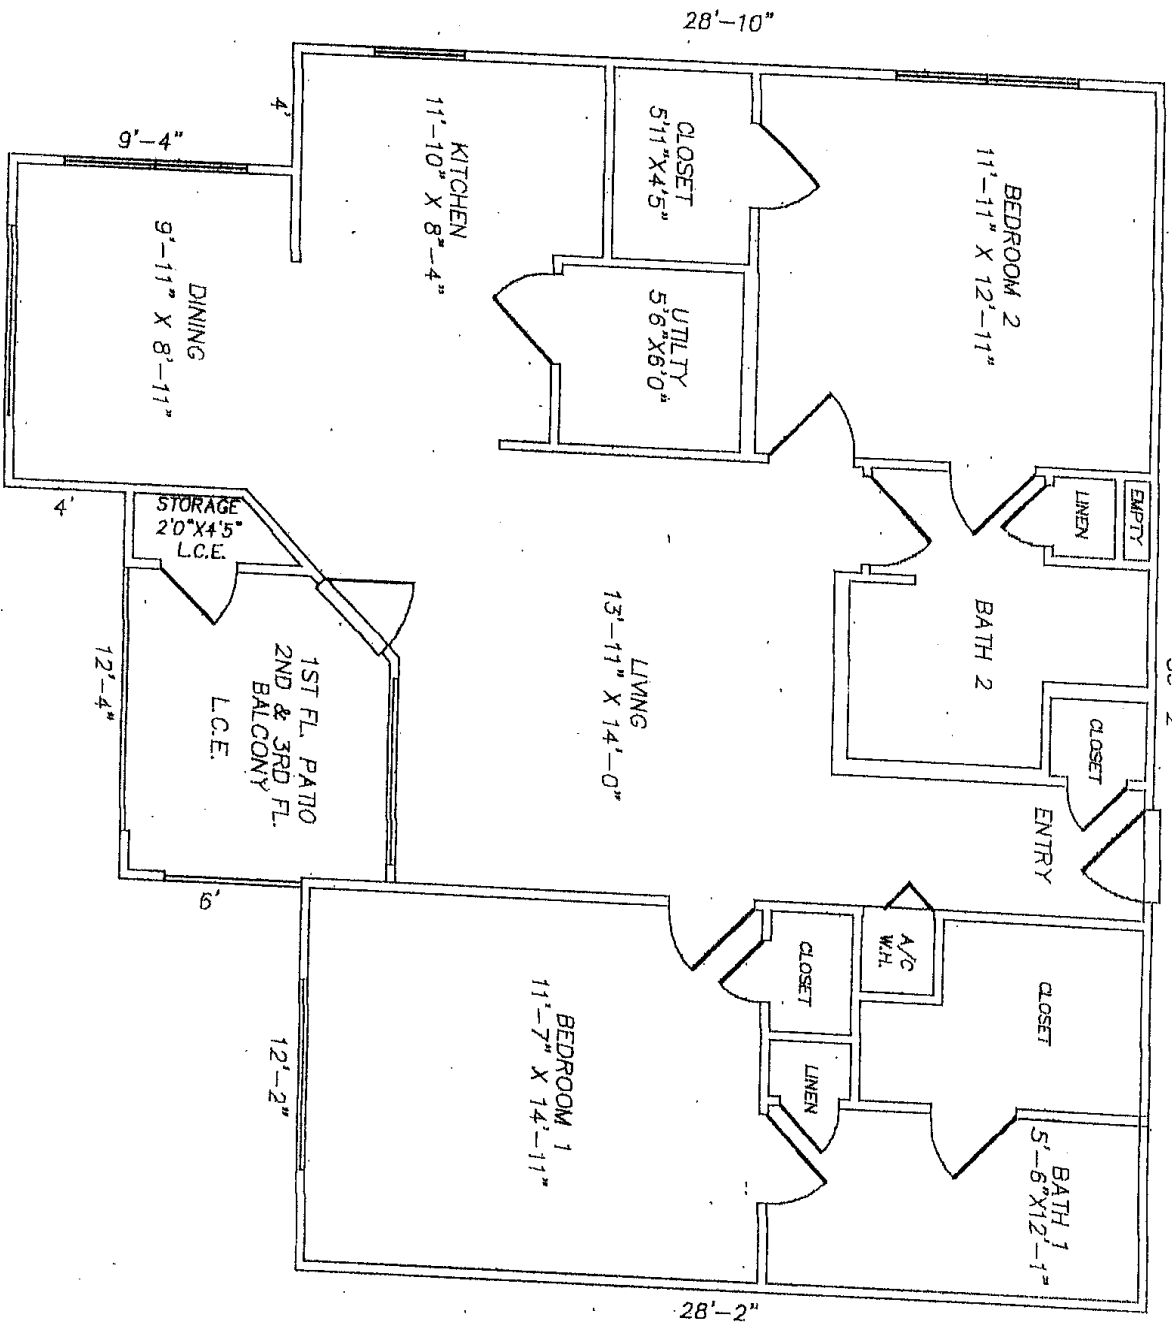 28'-10"
4'
9'-4"
KITCHEN
11'-10" X 8"-4"
CLOSET
5'11"X4'5"
BEDROOM 2
11'-11" X 12'-11"
DINING
9'-11" X 8'-11"
UTILTY
5'6"X6'0"
4'
STORAGE
2'0"X4'5"
L.C.E.
LINEN
EMPTY
BATH 2
CLOSET
ENTRY
LIVING
13'-11" X 14'-0"
12'-4"
1ST FL. PATIO
2ND & 3RD FL.
BALCONY
L.C.E.
6'
A/C
W.H.
CLOSET
CLOSET
LINEN
BEDROOM 1
11'-7" X 14'-11"
12'-2"
BATH 1
5'-6"X12'-1"
28'-2"